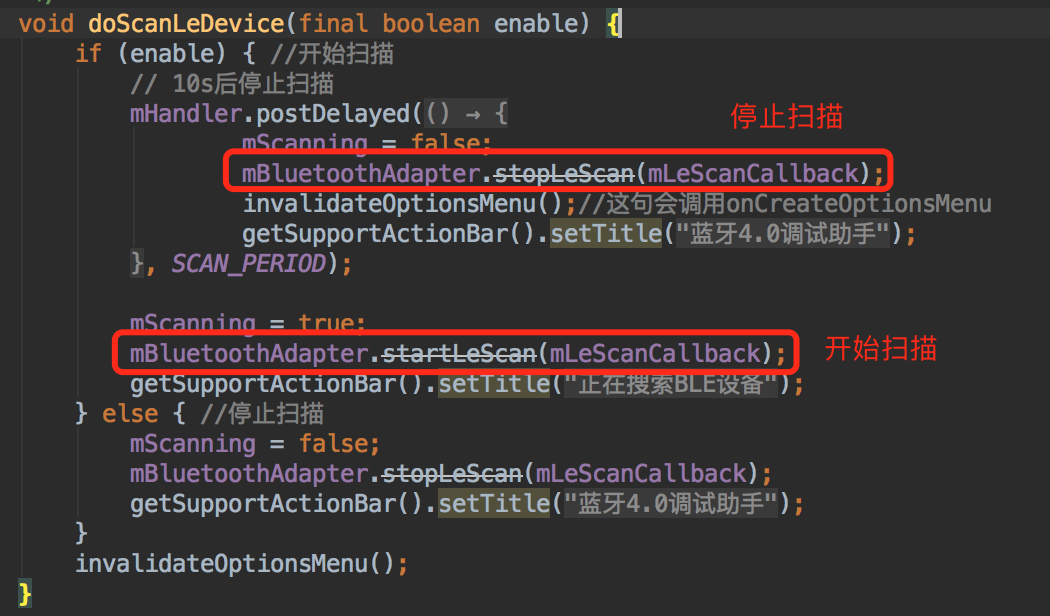 void doScanLeDevice(final boolean enable) {
if (enable) { //开始扫描
// 10s后停止扫描
mHandler.postDelayed(() → {
停止扫描
mScanning = false;
mBluetoothAdapter.stopLeScan(mLeScanCallback);
invalidateOptionsMenu();//这句会调用onCreateOptionsMenu
getSupportActionBar().setTitle("蓝牙4.0调试助手");
}, SCAN_PERIOD);
mScanning = true;
mBluetoothAdapter.startLeScan(mLeScanCallback);
开始扫描
getSupportActionBar().setTitle("正在搜索BLE设备");
} else { //停止扫描
mScanning = false;
mBluetoothAdapter.stopLeScan(mLeScanCallback);
getSupportActionBar().setTitle("蓝牙4.0调试助手");
}
invalidateOptionsMenu();
}